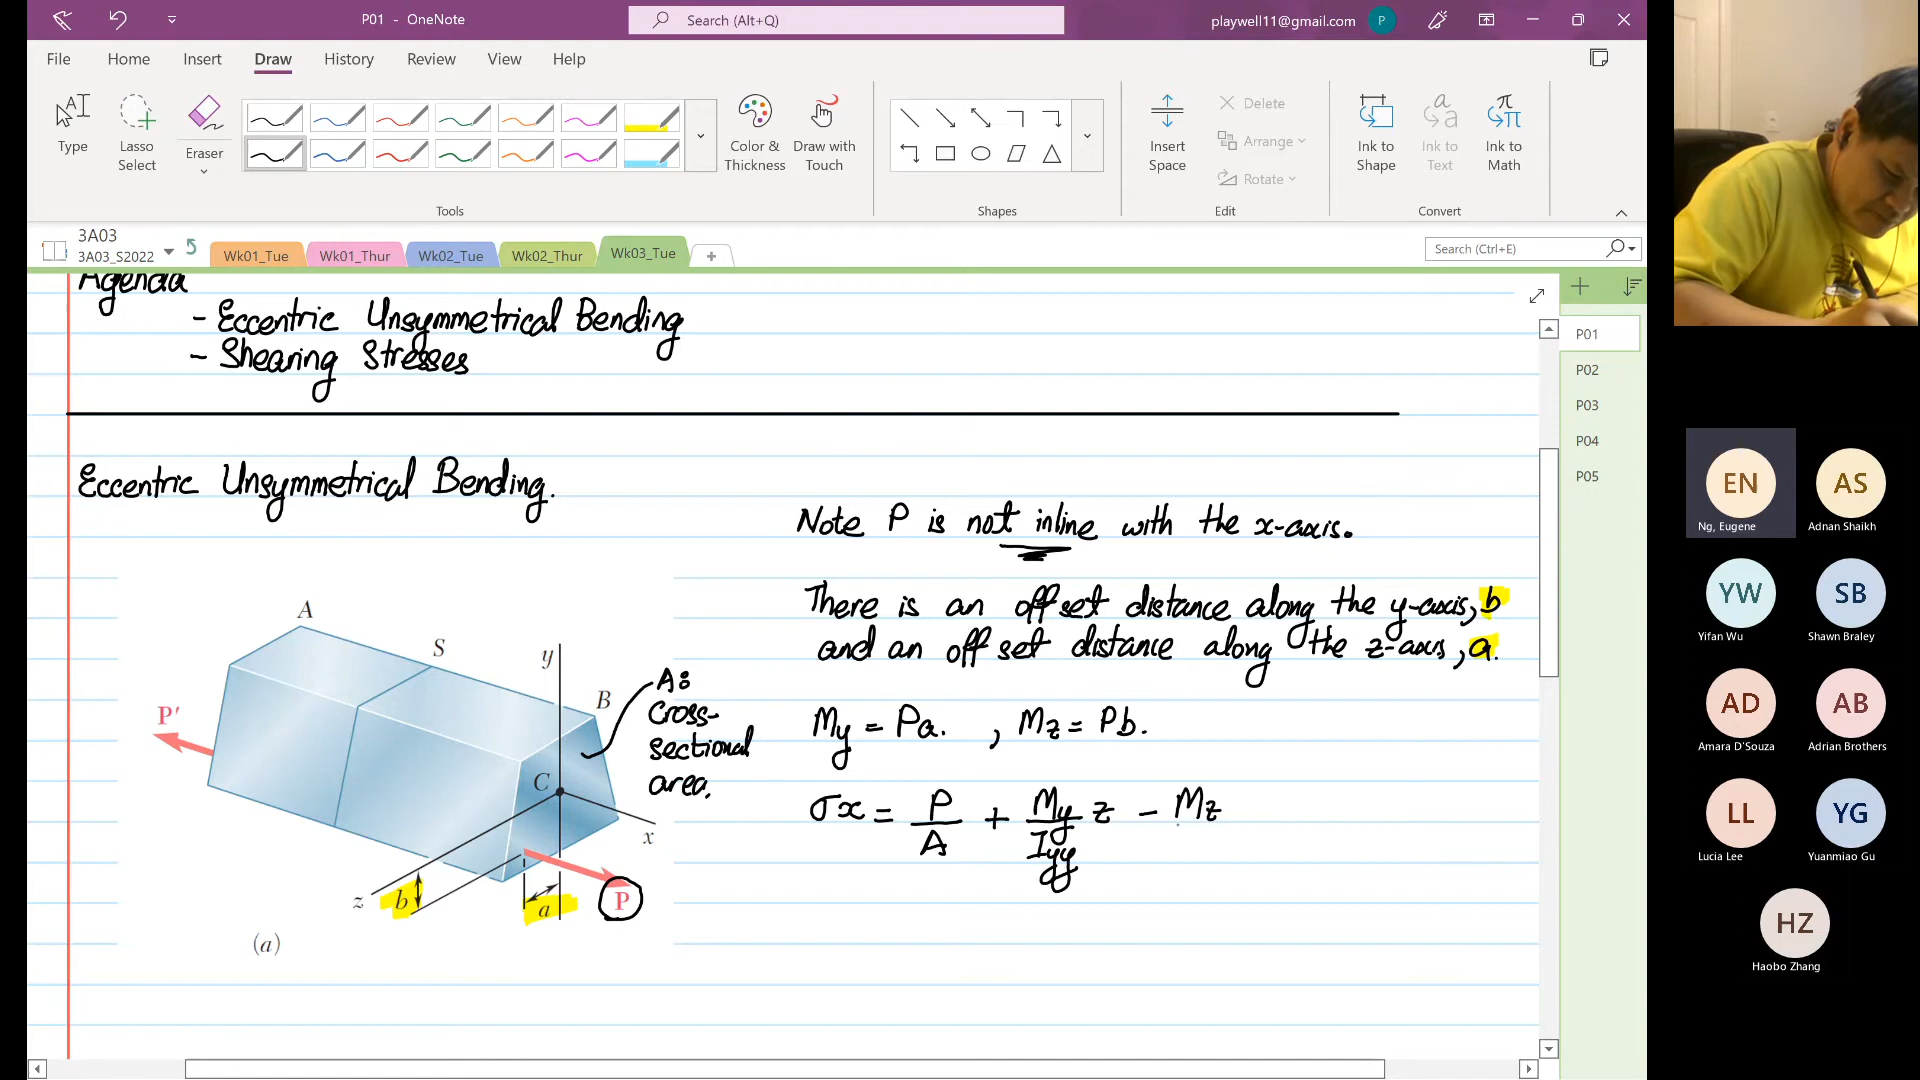 P01 - OneNote
Search (Alt+Q)
playwell11@gmail.com
P
File Home Insert Draw History Review View Help
Type
Lasso Select
Eraser
Color & Thickness
Draw with Touch
Insert Space
Delete
Arrange
Rotate
Ink to Shape
Ink to Text
Ink to Math
Tools
Shapes
Edit
Convert
3A03
3A03_S2022
Wk01_Tue
Wk01_Thur
Wk02_Tue
Wk02_Thur
Wk03_Tue
Search (Ctrl+E)
P01
P02
P03
P04
P05
Agenda
- Eccentric Unsymmetrical Bending
- Shearing Stresses
Eccentric Unsymmetrical Bending.
Note P is not inline with the x-axis.
There is an offset distance along the y-axis, b
and an offset distance along the z-axis, a.
My = Pa. , Mz = Pb.
σx = P/A + My/Iyy z - Mz
A
S
y
B
P'
C
x
z
b
a
P
(a)
A:
Cross-
sectional
area.
EN
Ng, Eugene
AS
Adnan Shaikh
YW
Yifan Wu
SB
Shawn Braley
AD
Amara D'Souza
AB
Adrian Brothers
LL
Lucia Lee
YG
Yuanmiao Gu
HZ
Haobo Zhang